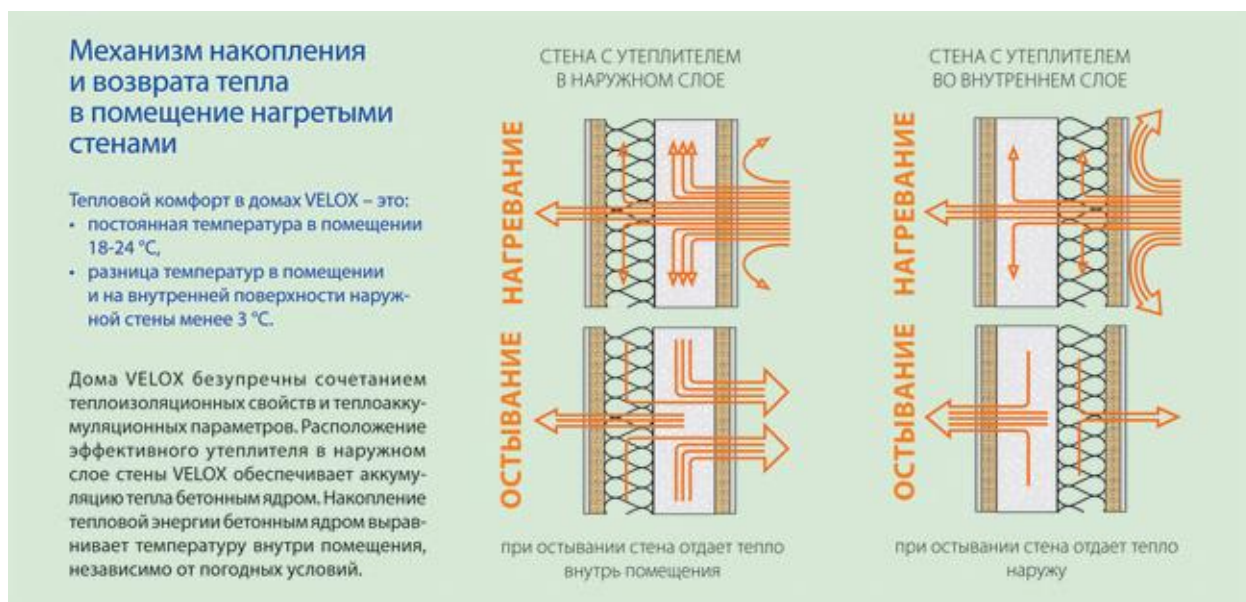 Механизм накопления
и возврата тепла
в помещение нагретыми
стенами
Тепловой комфорт в домах VELOX – это:
• постоянная температура в помещении
18-24 °C,
• разница температур в помещении
и на внутренней поверхности наруж-
ной стены менее 3 °C.
Дома VELOX безупречны сочетанием
теплоизоляционных свойств и теплоакку-
муляционных параметров. Расположение
эффективного утеплителя в наружном
слое стены VELOX обеспечивает аккуму-
ляцию тепла бетонным ядром. Накопление
тепловой энергии бетонным ядром вырав-
нивает температуру внутри помещения,
независимо от погодных условий.
СТЕНА С УТЕПЛИТЕЛЕМ
В НАРУЖНОМ СЛОЕ
НАГРЕВАНИЕ
ОСТЫВАНИЕ
при остывании стена отдает тепло
внутрь помещения
СТЕНА С УТЕПЛИТЕЛЕМ
ВО ВНУТРЕННЕМ СЛОЕ
НАГРЕВАНИЕ
ОСТЫВАНИЕ
при остывании стена отдает тепло
наружу